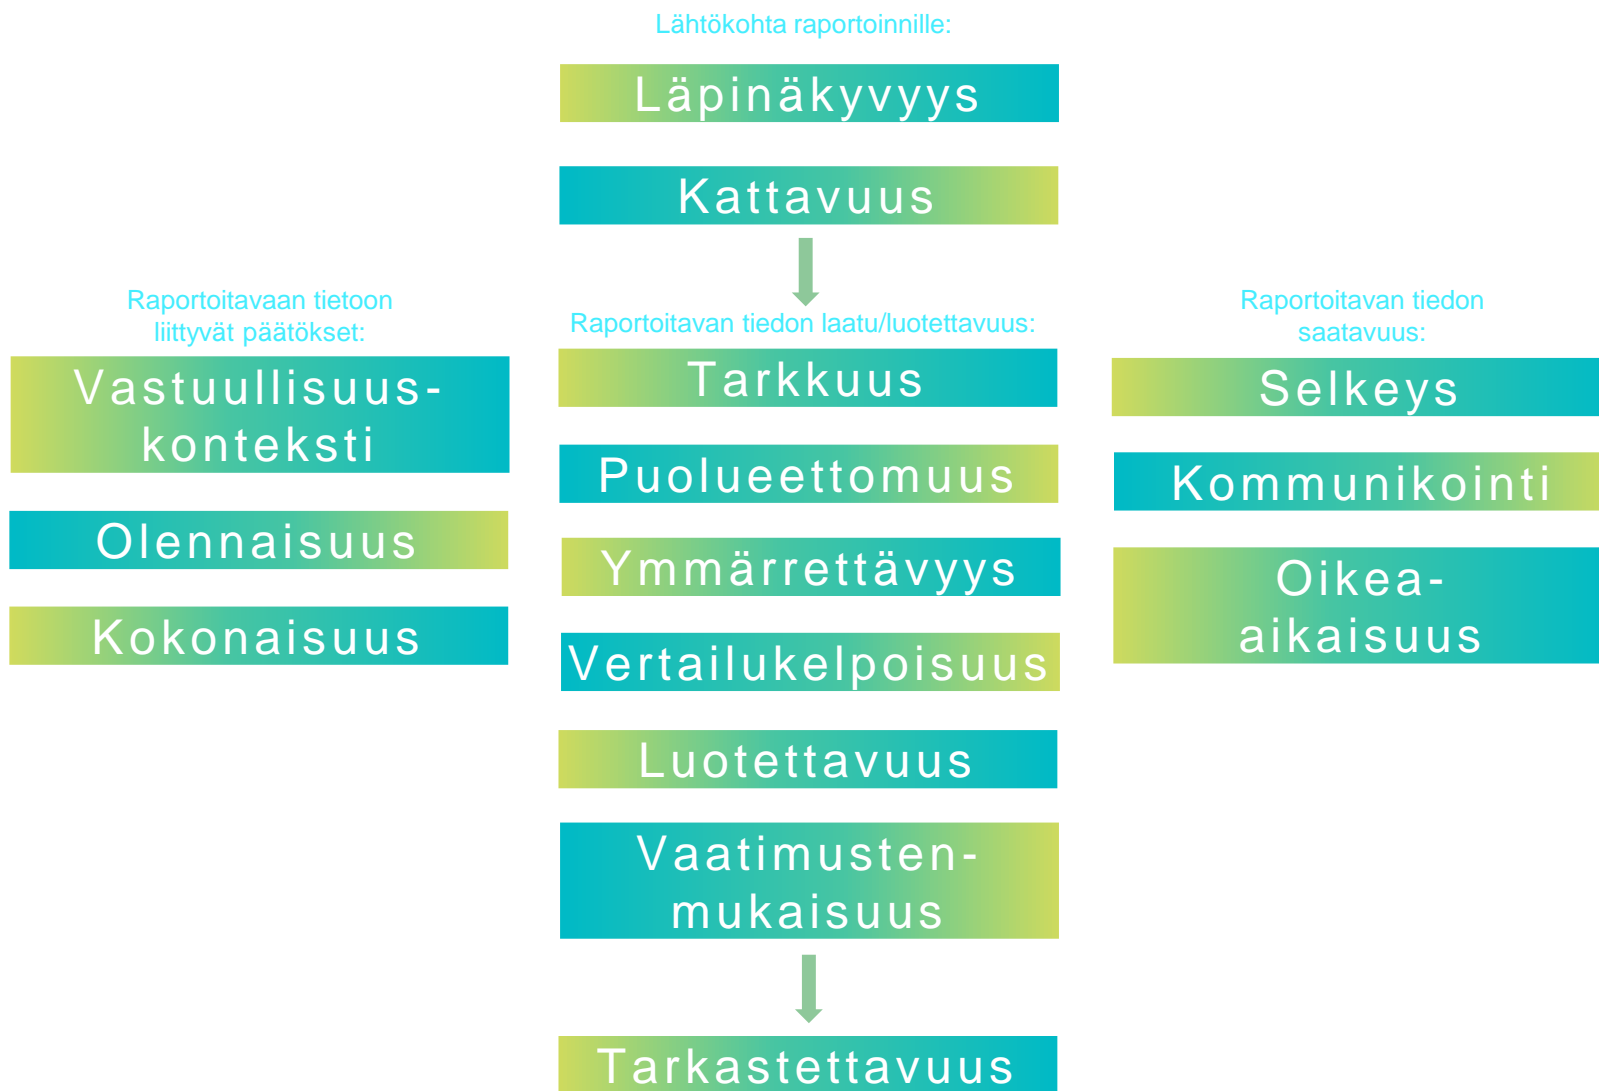 Lähtökohta raportoinnille:
Läpinäkyvyys
Kattavuus
Raportoitavaan tietoon
liittyvät päätökset:
Vastuullisuus-
konteksti
Olennaisuus
Kokonaisuus
Raportoitavan tiedon laatu/luotettavuus:
Tarkkuus
Puolueettomuus
Ymmärrettävyys
Vertailukelpoisuus
Luotettavuus
Vaatimusten-
mukaisuus
Tarkastettavuus
Raportoitavan tiedon
saatavuus:
Selkeys
Kommunikointi
Oikea-
aikaisuus